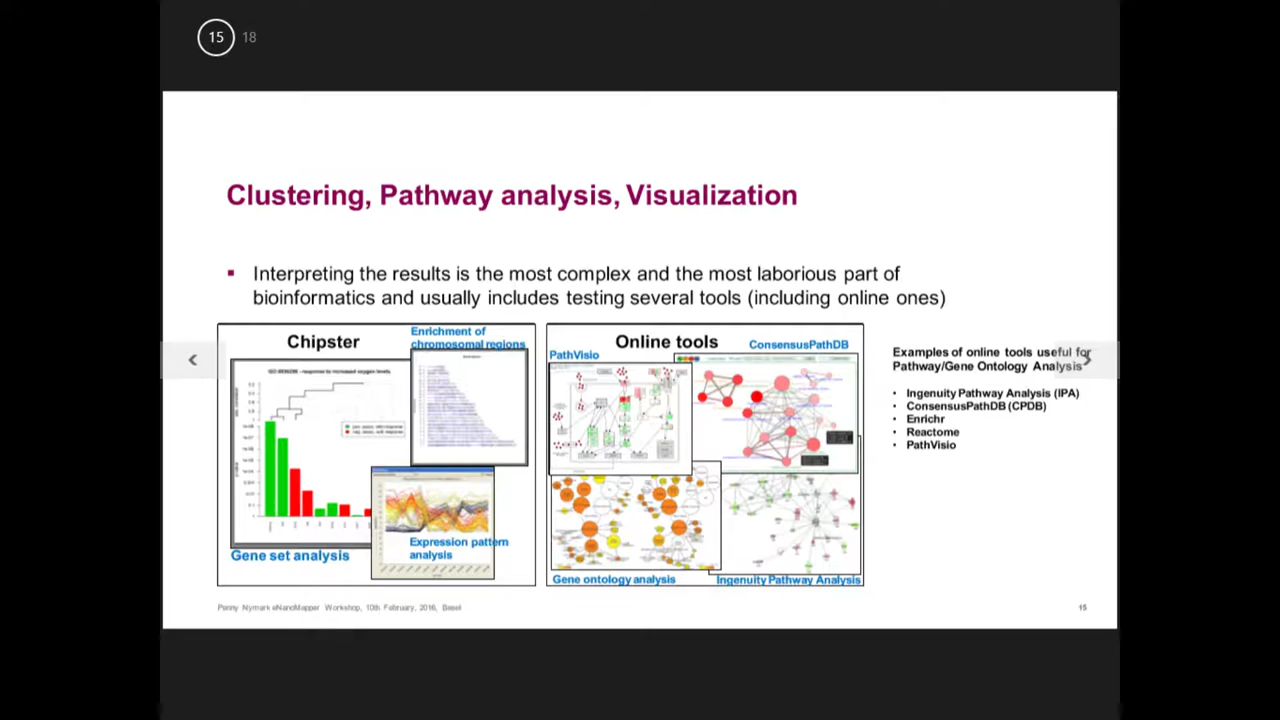 15 18
Clustering, Pathway analysis, Visualization
Interpreting the results is the most complex and the most laborious part of
bioinformatics and usually includes testing several tools (including online ones)
Chipster
Enrichment of
chromosomal regions
Gene set analysis
Expression pattern
analysis
Online tools
PathVisio
ConsensusPathDB
Gene ontology analysis
Ingenuity Pathway Analysis
Examples of online tools useful for
Pathway/Gene Ontology Analysis
• Ingenuity Pathway Analysis (IPA)
• ConsensusPathDB (CPDB)
• Enrichr
• Reactome
• PathVisio
Penny Nymark eNanoMapper Workshop, 10th February, 2016, Basel
15